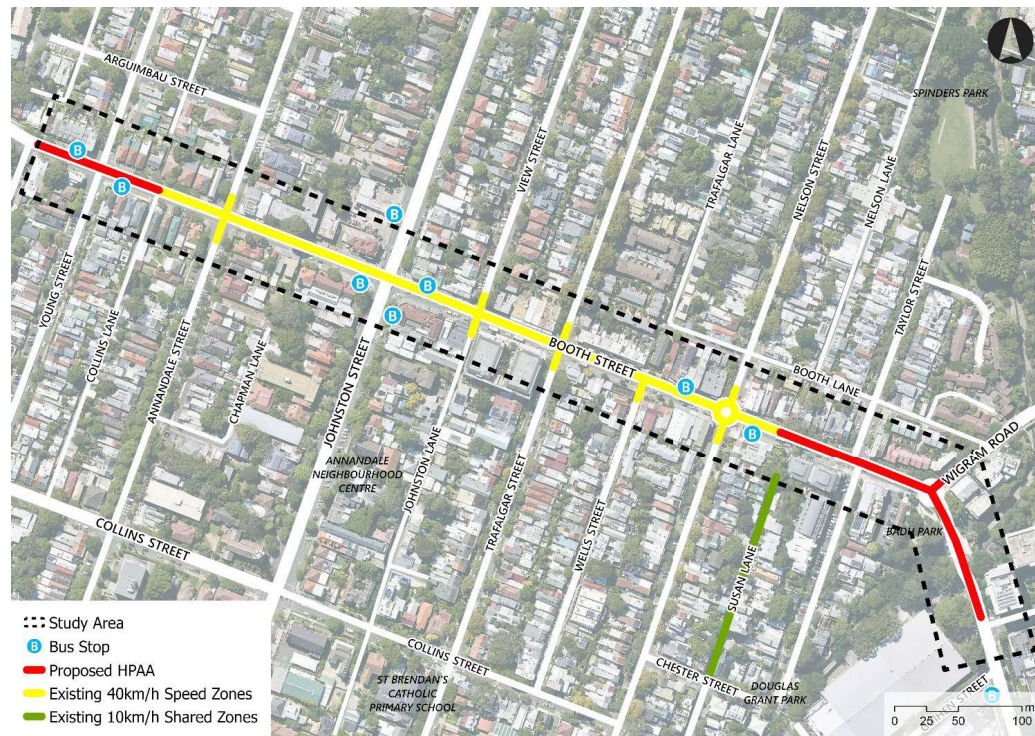 ARGUIMBAU STREET
SPINDERS PARK
B
B
B
B
B
B
B
B
B
VIEW STREET
TRAFALGAR LANE
NELSON STREET
NELSON LANE
TAYLOR STREET
YOUNG STREET
COLLINS LANE
ANNANDALE STREET
CHAPMAN LANE
JOHNSTON STREET
BOOTH STREET
BOOTH LANE
WIGRAM ROAD
ANNANDALE
NEIGHBOURHOOD
CENTRE
JOHNSTON LANE
TRAFALGAR STREET
WELLS STREET
SUSAN LANE
BADU PARK
COLLINS STREET
COLLINS STREET
CHESTER STREET
ST BRENDAN'S
CATHOLIC
PRIMARY SCHOOL
DOUGLAS
GRANT PARK
Study Area
B Bus Stop
Proposed HPAA
Existing 40km/h Speed Zones
Existing 10km/h Shared Zones
STREET
m
0 25 50 100